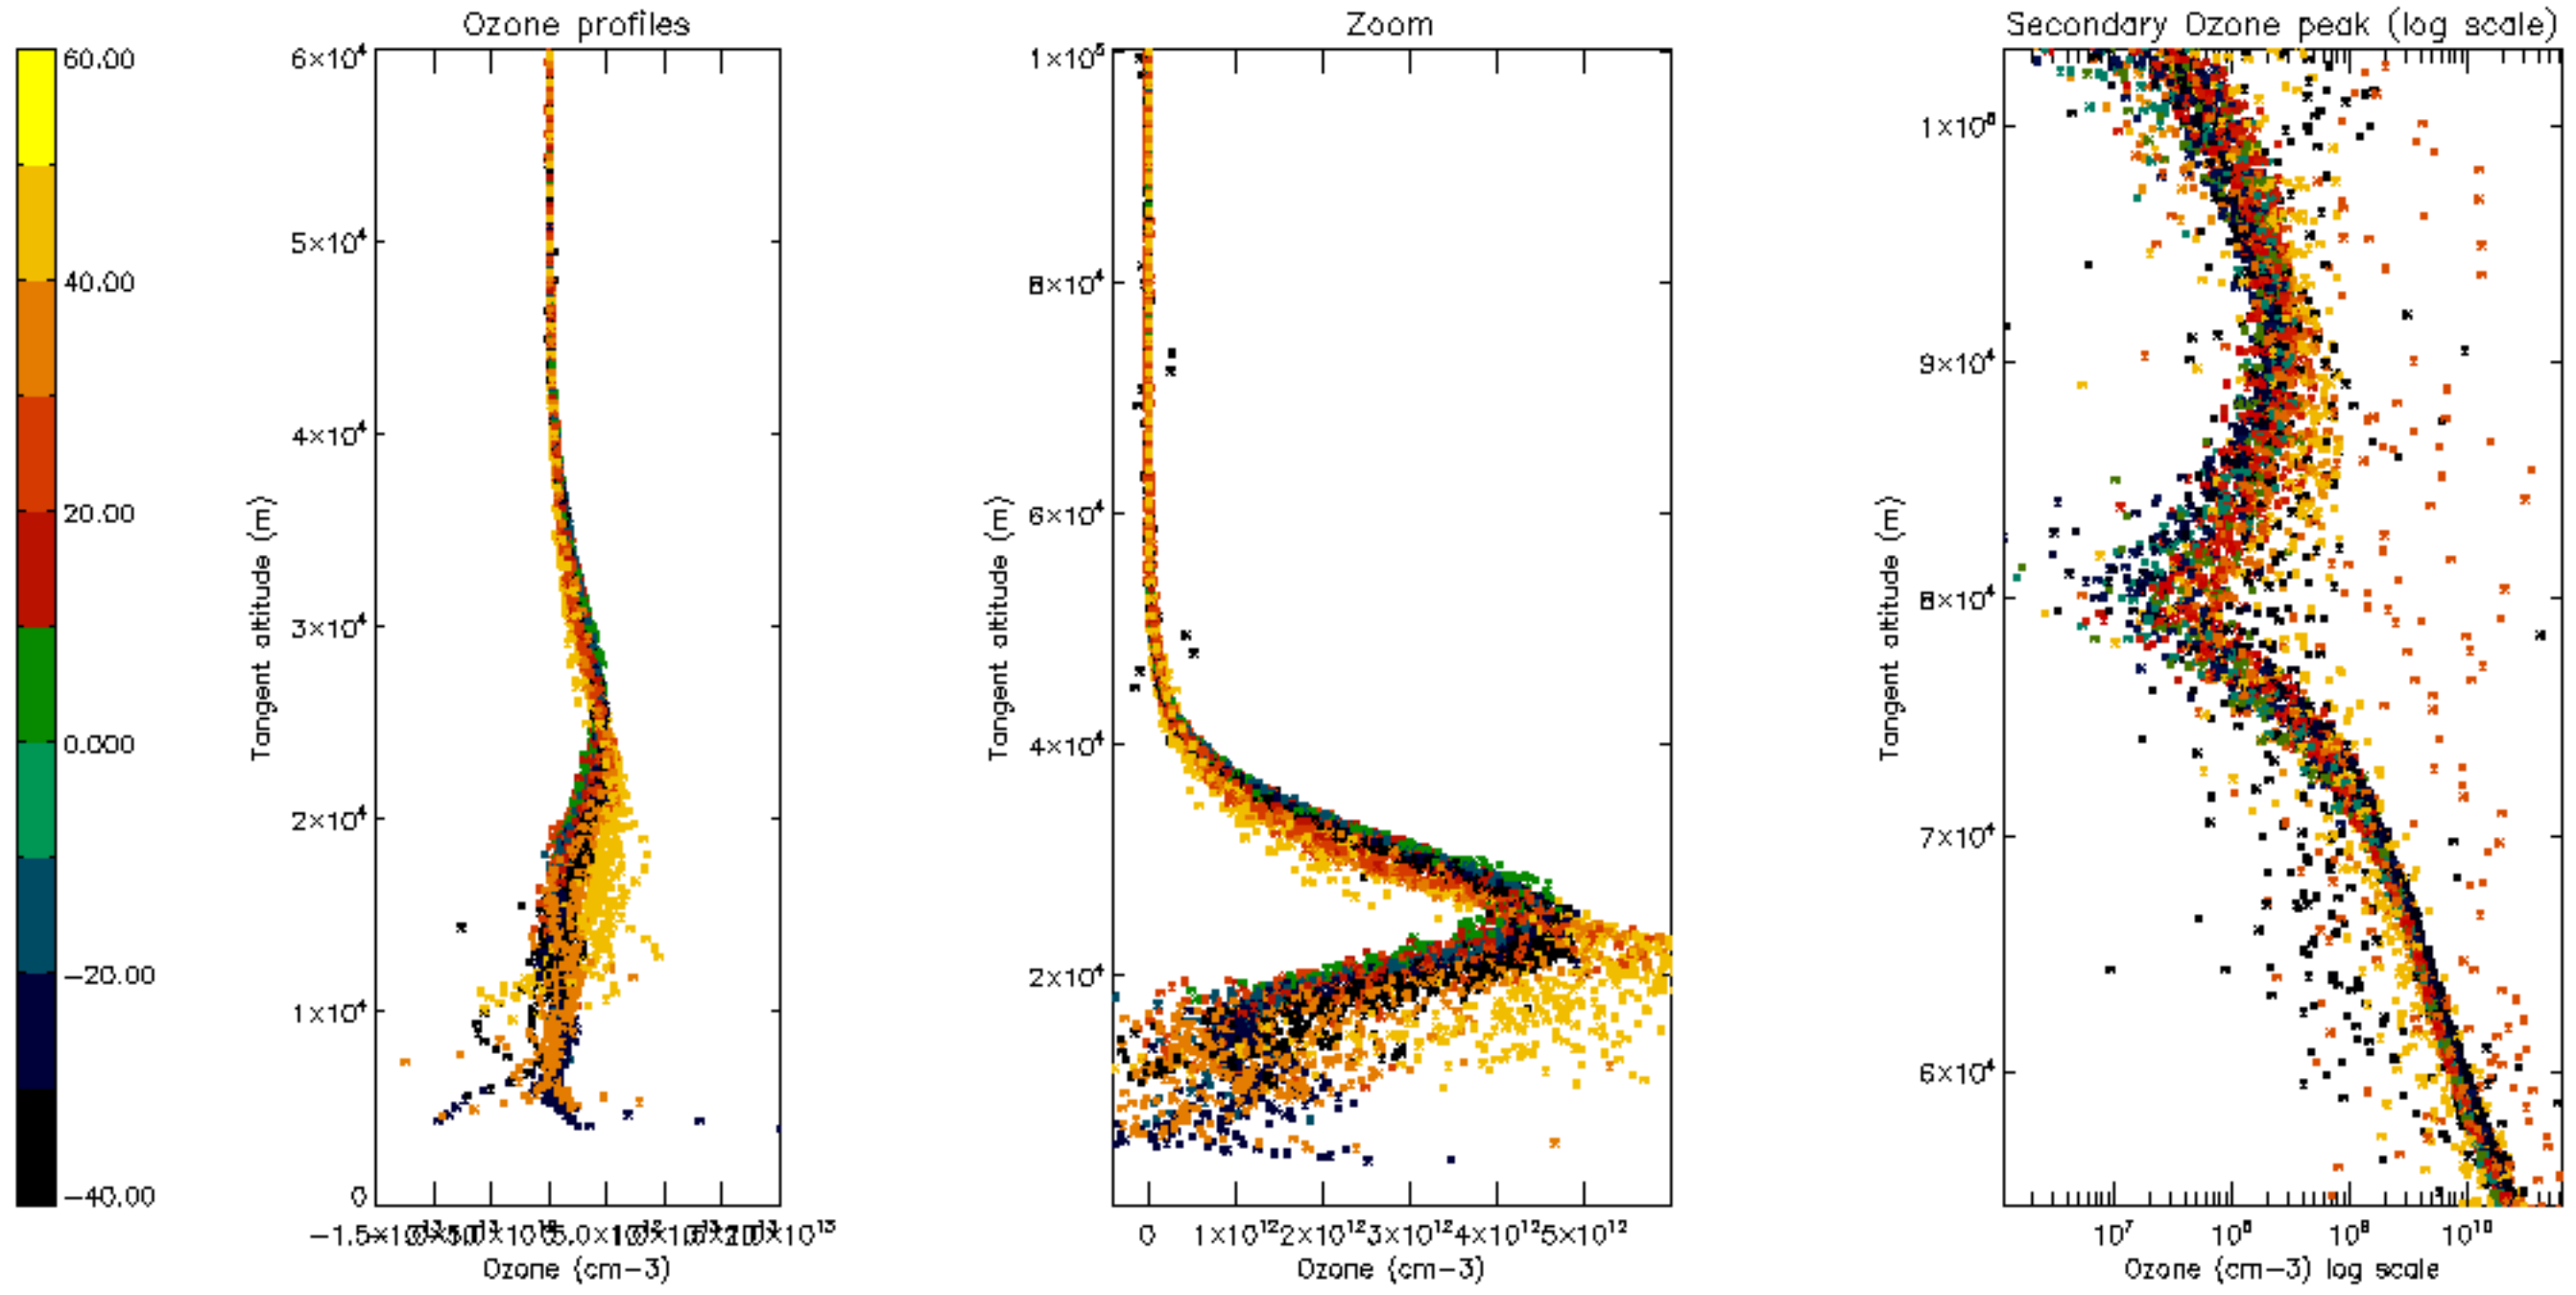 Ozone profiles
Zoom
Secondary Ozone peak (log scale)
60.00
40.00
20.00
0.000
−20.00
−40.00
Tangent altitude (m)
6×10⁴
5×10⁴
4×10⁴
3×10⁴
2×10⁴
1×10⁴
0
Ozone (cm−3)
Tangent altitude (m)
1×10⁵
8×10⁴
6×10⁴
4×10⁴
2×10⁴
0 1×10¹² 2×10¹² 3×10¹² 4×10¹² 5×10¹²
Ozone (cm−3)
Tangent altitude (m)
1×10⁵
9×10⁴
8×10⁴
7×10⁴
6×10⁴
10⁷ 10⁸ 10⁹ 10¹⁰
Ozone (cm−3) log scale